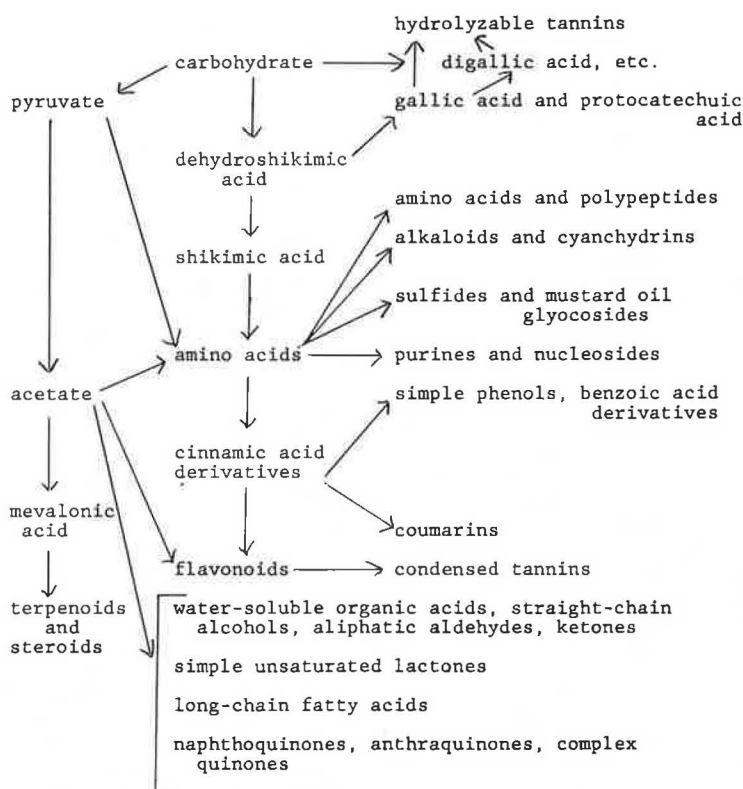 hydrolyzable tannins
carbohydrate
digallic acid, etc.
pyruvate
gallic acid and protocatechuic
acid
dehydroshikimic
acid
amino acids and polypeptides
alkaloids and cyanchydrins
shikimic acid
sulfides and mustard oil
glyocosides
amino acids
purines and nucleosides
acetate
simple phenols, benzoic acid
derivatives
cinnamic acid
derivatives
mevalonic
acid
coumarins
flavonoids
condensed tannins
terpenoids
and
steroids
water-soluble organic acids, straight-chain
alcohols, aliphatic aldehydes, ketones
simple unsaturated lactones
long-chain fatty acids
naphthoquinones, anthraquinones, complex
quinones